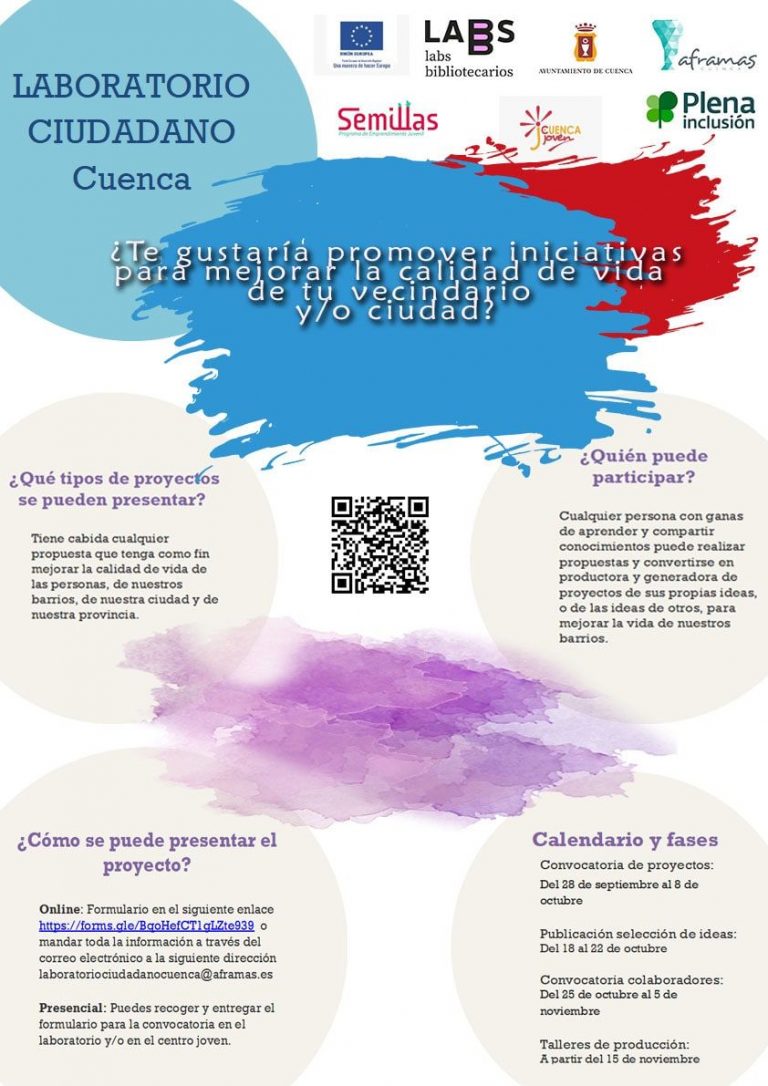 LABORATORIO
CIUDADANO
Cuenca
UNIÓN EUROPEA
Fondo Europeo de Desarrollo Regional
Una manera de hacer Europa
LABS
labs
bibliotecarios
AYUNTAMIENTO DE CUENCA
aframas
CUENCA
Semillas
Programa de Emprendimiento Juvenil
CUENCA
joven
Plena
inclusión
¿Te gustaría promover iniciativas
para mejorar la calidad de vida
de tu vecindario
y/o ciudad?
¿Qué tipos de proyectos
se pueden presentar?
Tiene cabida cualquier
propuesta que tenga como fin
mejorar la calidad de vida de
las personas, de nuestros
barrios, de nuestra ciudad y de
nuestra provincia.
¿Quién puede
participar?
Cualquier persona con ganas
de aprender y compartir
conocimientos puede realizar
propuestas y convertirse en
productora y generadora de
proyectos de sus propias ideas,
o de las ideas de otros, para
mejorar la vida de nuestros
barrios.
¿Cómo se puede presentar el
proyecto?
Online: Formulario en el siguiente enlace
https://forms.gle/BqoHefCT1gLZte939 o
mandar toda la información a través del
correo electrónico a la siguiente dirección
laboratoriociudadanocuenca@aframas.es
Presencial: Puedes recoger y entregar el
formulario para la convocatoria en el
laboratorio y/o en el centro joven.
Calendario y fases
Convocatoria de proyectos:
Del 28 de septiembre al 8 de
octubre
Publicación selección de ideas:
Del 18 al 22 de octubre
Convocatoria colaboradores:
Del 25 de octubre al 5 de
noviembre
Talleres de producción:
A partir del 15 de noviembre